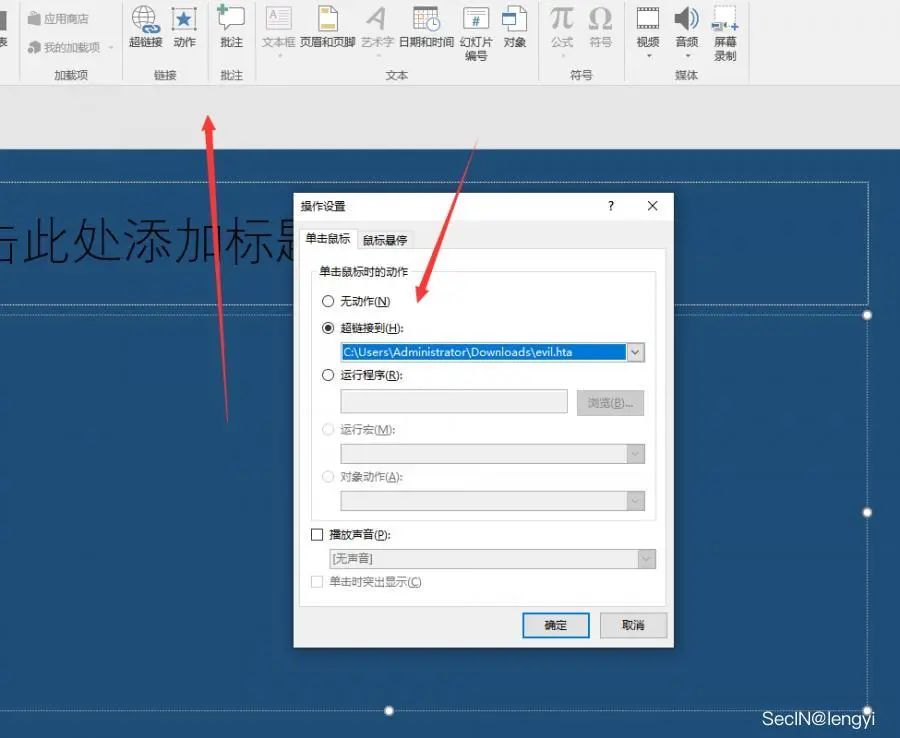 表 应用商店 我的加载项 超链接 动作 批注 文本框 页眉和页脚 艺术字 日期和时间 幻灯片编号 对象 公式 符号 视频 音频 屏幕录制
加载项 链接 批注 文本 符号 媒体
击此处添加标题
操作设置 ?
单击鼠标 鼠标悬停
单击鼠标时的动作
无动作(N)
超链接到(H):
C:\Users\Administrator\Downloads\evil.hta
运行程序(R):
浏览(B)...
运行宏(M):
对象动作(A):
播放声音(P):
[无声音]
单击时突出显示(C)
确定 取消
SecIN@lengyi